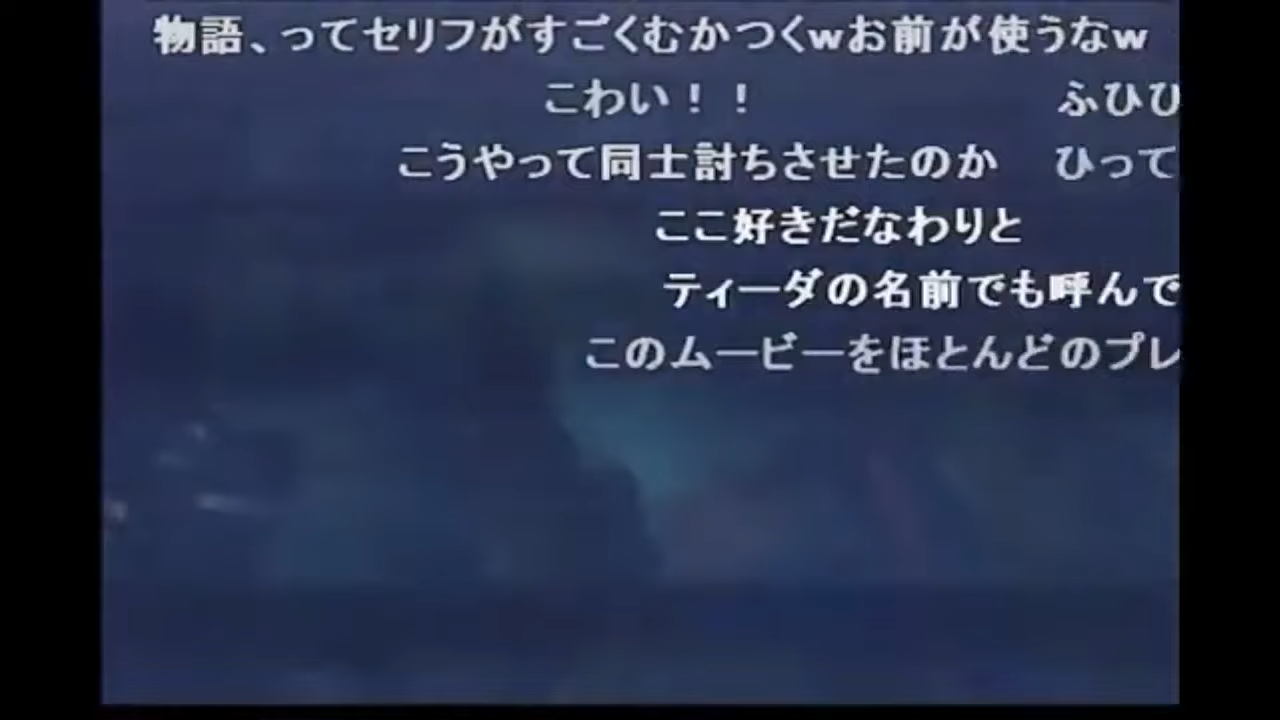 物語、ってセリフがすごくむかつくwお前が使うなw
こわい！！ ふひひ
こうやって同士討ちさせたのか ひって
ここ好きだなわりと
ティーダの名前でも呼んで
このムービーをほとんどのプレ